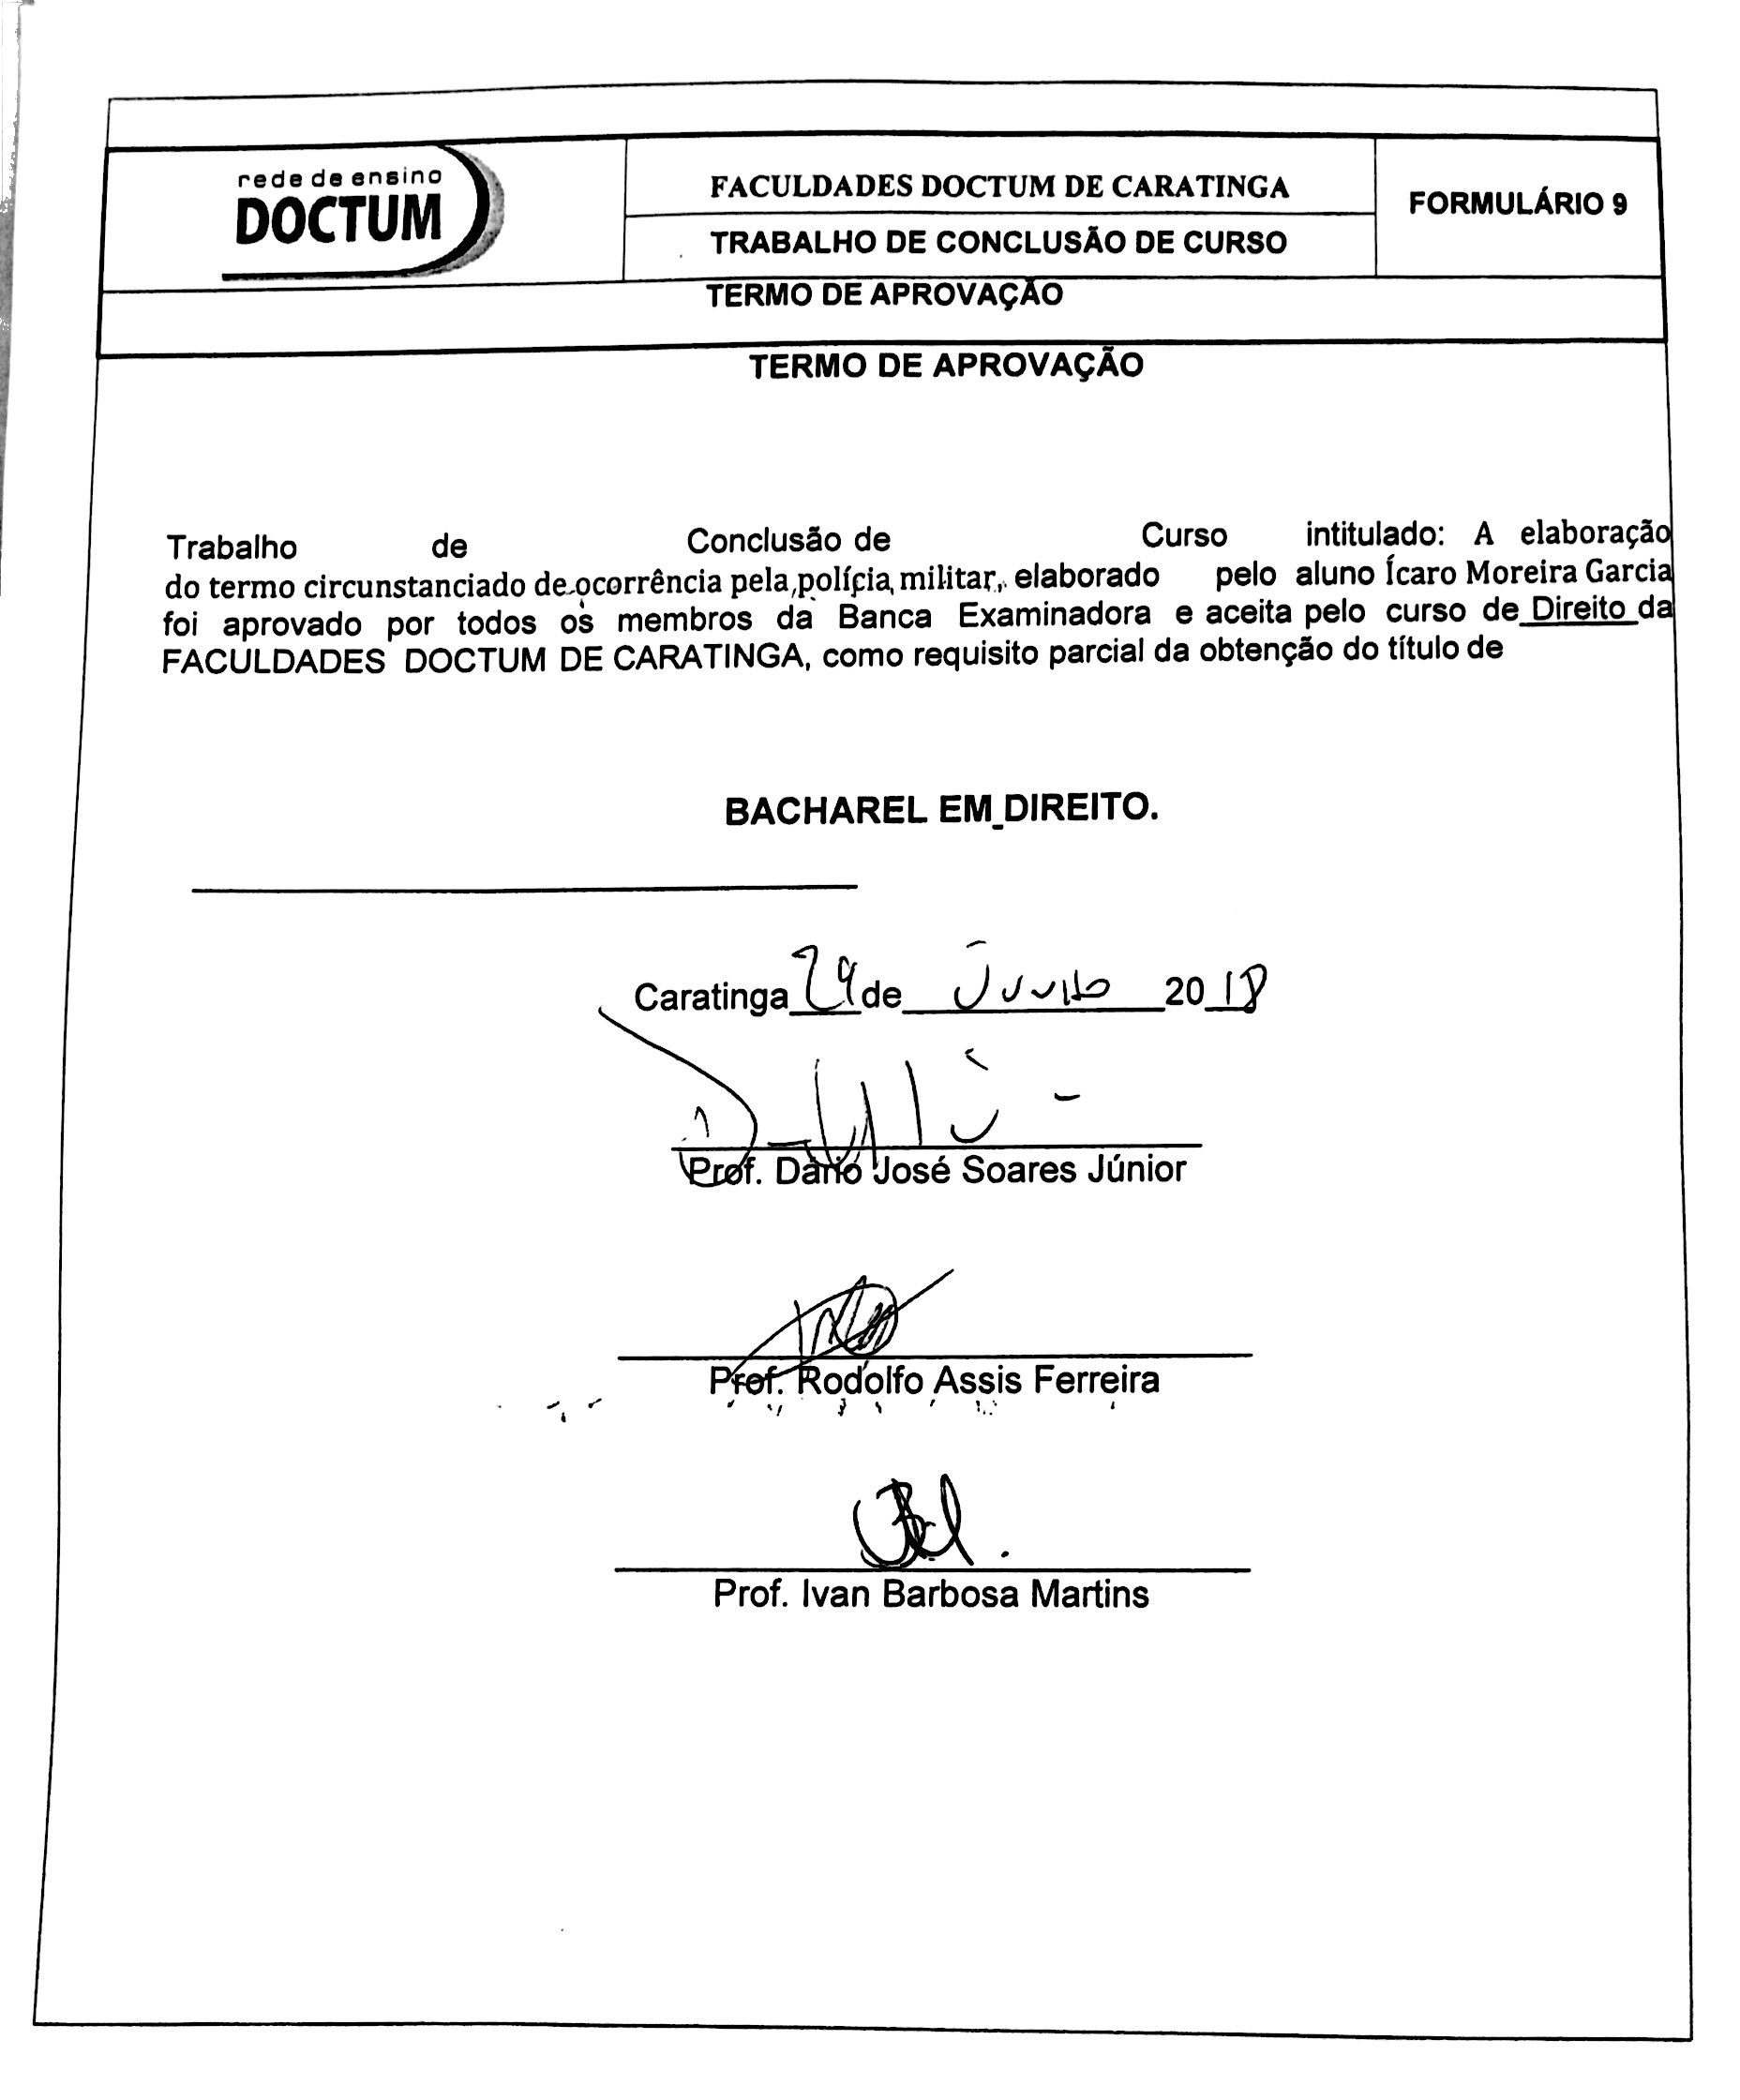 rede de ensino
DOCTUM
FACULDADES DOCTUM DE CARATINGA
TRABALHO DE CONCLUSÃO DE CURSO
FORMULÁRIO 9
TERMO DE APROVAÇÃO
TERMO DE APROVAÇÃO
Trabalho de Conclusão de Curso intitulado: A elaboração
do termo circunstanciado de ocorrência pela polícia militar, elaborado pelo aluno Ícaro Moreira Garcia
foi aprovado por todos os membros da Banca Examinadora e aceita pelo curso de Direito da
FACULDADES DOCTUM DE CARATINGA, como requisito parcial da obtenção do título de
BACHAREL EM DIREITO.
Caratinga 29 de 20 18
Prof. Dário José Soares Júnior
Prof. Rodolfo Assis Ferreira
Prof. Ivan Barbosa Martins